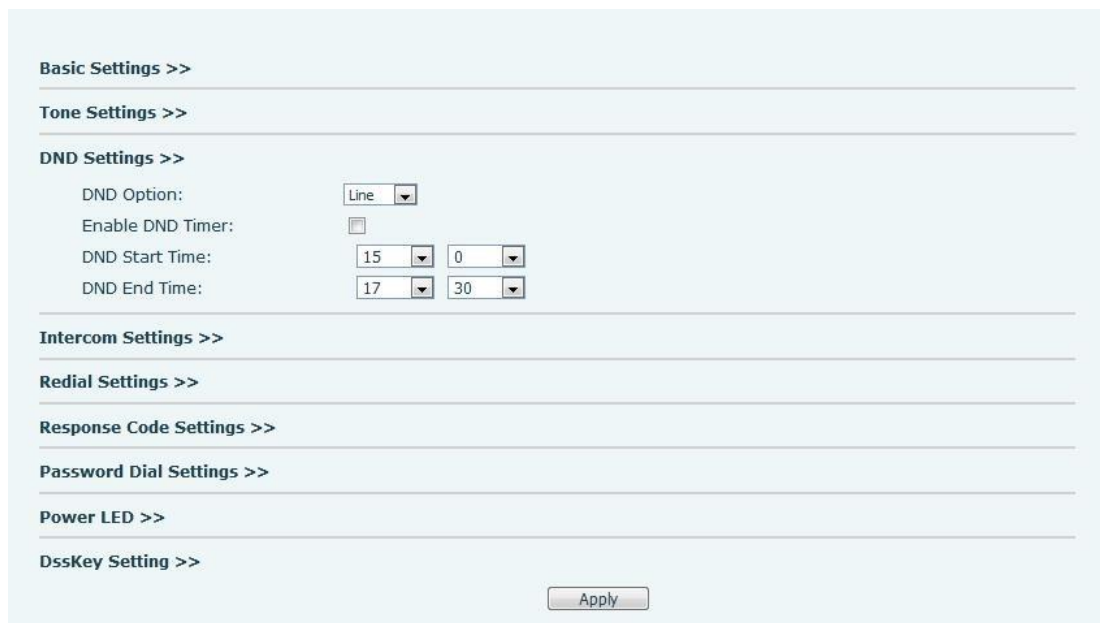 Basic Settings >>
Tone Settings >>
DND Settings >>
DND Option: Line
Enable DND Timer:
DND Start Time: 15 0
DND End Time: 17 30
Intercom Settings >>
Redial Settings >>
Response Code Settings >>
Password Dial Settings >>
Power LED >>
DssKey Setting >>
Apply